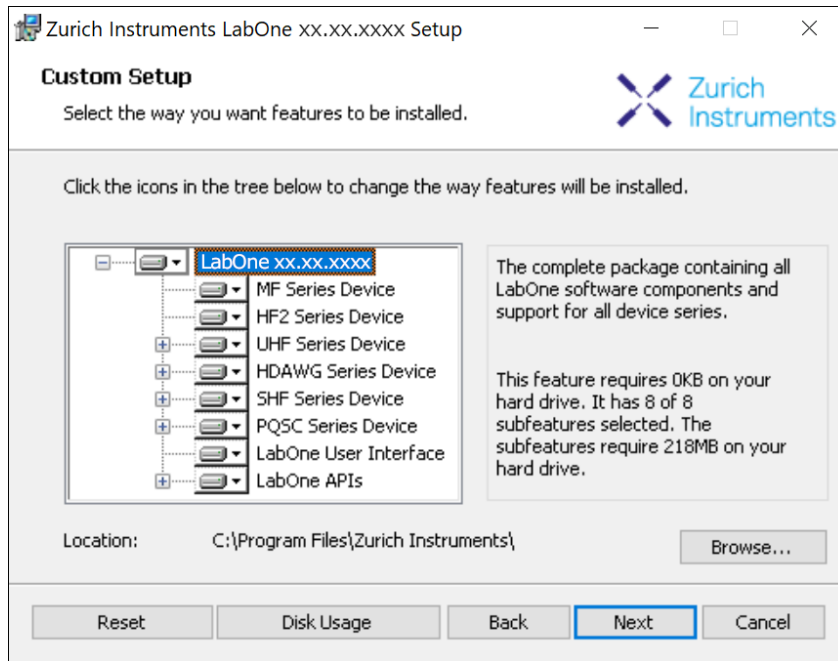 Zurich Instruments LabOne xx.xx.xxxx Setup
Custom Setup
Select the way you want features to be installed.
Zurich
Instruments
Click the icons in the tree below to change the way features will be installed.
LabOne xx.xx.xxxx
MF Series Device
HF2 Series Device
UHF Series Device
HDAWG Series Device
SHF Series Device
PQSC Series Device
LabOne User Interface
LabOne APIs
The complete package containing all
LabOne software components and
support for all device series.
This feature requires 0KB on your
hard drive. It has 8 of 8
subfeatures selected. The
subfeatures require 218MB on your
hard drive.
Location: C:\Program Files\Zurich Instruments\
Browse...
Reset Disk Usage Back Next Cancel